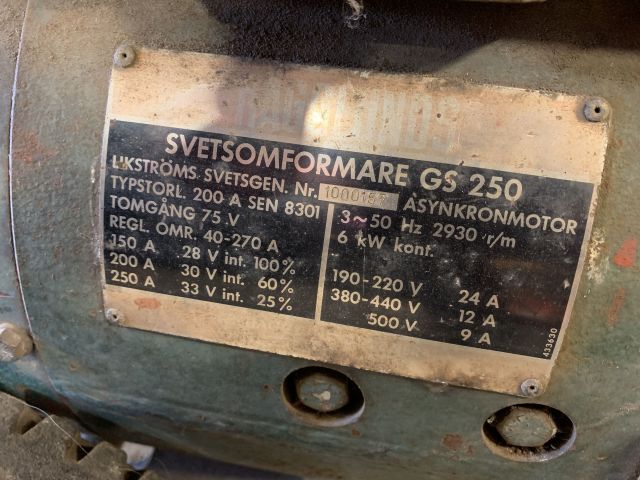 SVETSOMFORMARE GS 250
LIKSTRÖMS. SVETSGEN. Nr.
TYPSTORL. 200 A SEN 8301
TOMGÅNG 75 V
REGL. OMR. 40-270 A
150 A 28 V int. 100%
200 A 30 V int. 60%
250 A 33 V int. 25%
ASYNKRONMOTOR
3~50 Hz 2930 r/m
6 kW kont.
190-220 V 24 A
380-440 V 12 A
500 V 9 A
433630